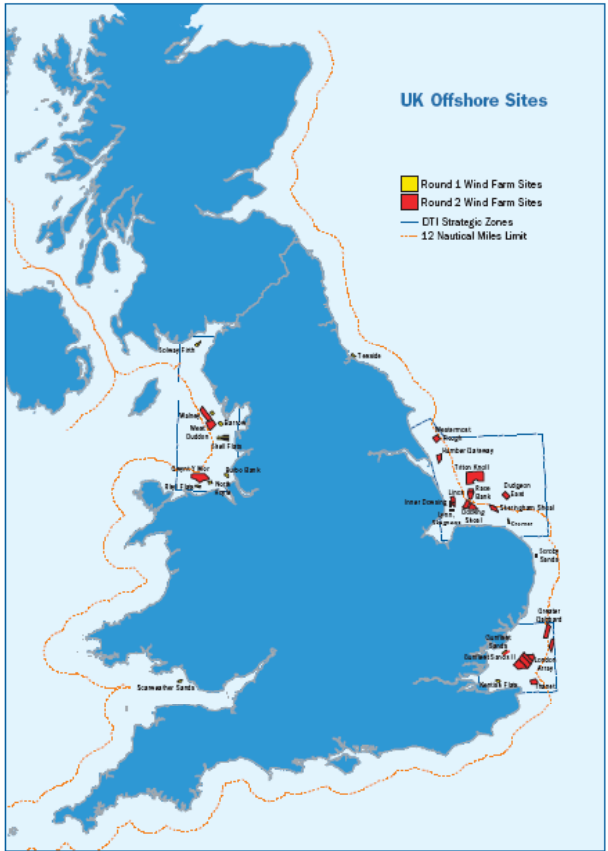 UK Offshore Sites
Round 1 Wind Farm Sites
Round 2 Wind Farm Sites
DTI Strategic Zones
12 Nautical Miles Limit
Solway Firth
Teesside
Walney
Barrow
West
Duddon
Shell Flats
Gwynt Y Mor
Burbo Bank
Rhyl Flats
North
Hoyle
Westermost
Rough
Humber Gateway
Triton Knoll
Lincs
Race
Bank
Dudgeon
East
Inner Dowsing
Lynn,
Skegness
Docking
Shoal
Sheringham Shoal
Cromer
Scroby
Sands
Greater
Gabbard
Gunfleet
Sands
Gunfleet Sands II
London
Array
Kentish Flats
Thanet
Scarweather Sands